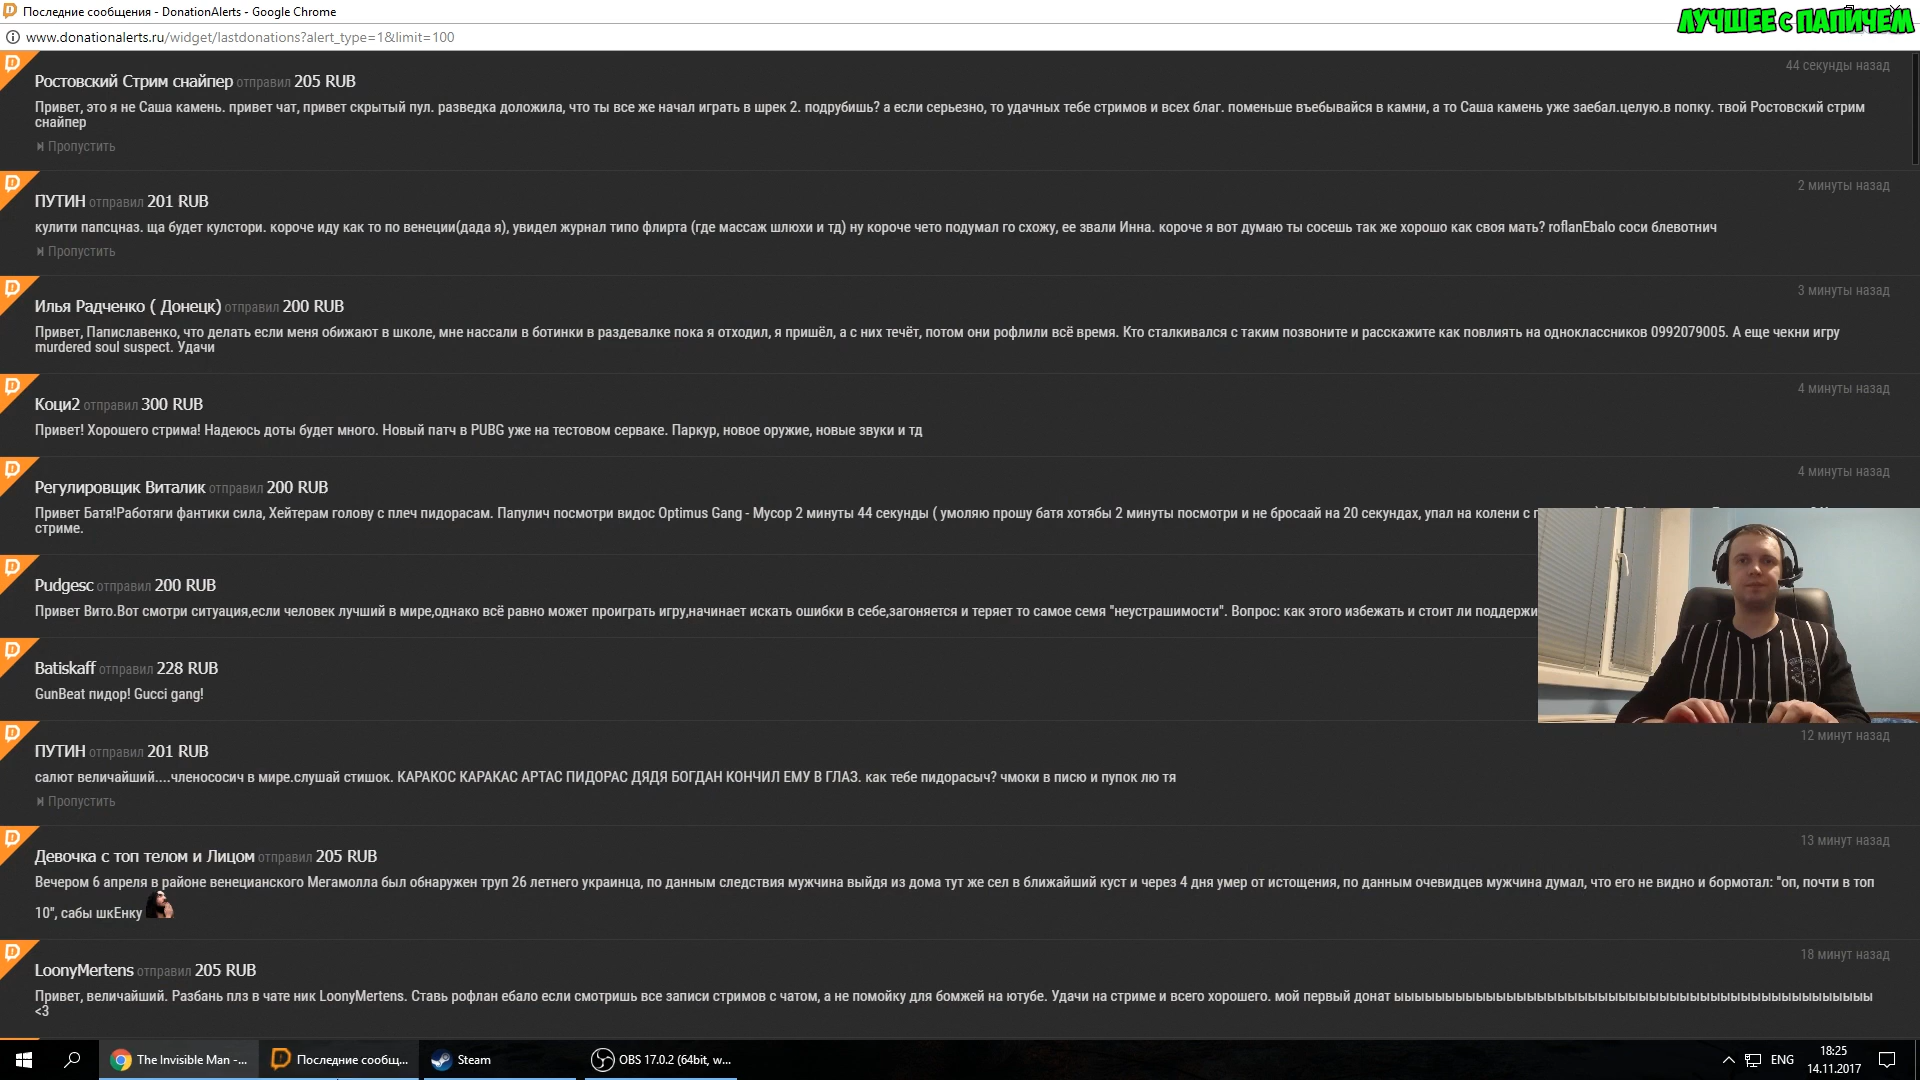 Последние сообщения - DonationAlerts - Google Chrome
ЛУЧШЕЕ с ПАПИЧЕМ
www.donationalerts.ru/widget/lastdonations?alert_type=1&limit=100
44 секунды назад
Ростовский Стрим снайпер отправил 205 RUB
Привет, это я не Саша камень. привет чат, привет скрытый пул. разведка доложила, что ты все же начал играть в шрек 2. подрубишь? а если серьезно, то удачных тебе стримов и всех благ. поменьше въебывайся в камни, а то Саша камень уже заебал.целую.в попку. твой Ростовский стрим
снайпер
Пропустить
2 минуты назад
ПУТИН отправил 201 RUB
кулити папсцназ. ща будет кулстори. короче иду как то по венеции(дада я), увидел журнал типо флирта (где массаж шлюхи и тд) ну короче чето подумал го схожу, ее звали Инна. короче я вот думаю ты сосешь так же хорошо как своя мать? roflanEbalo соси блевотнич
Пропустить
3 минуты назад
Илья Радченко ( Донецк) отправил 200 RUB
Привет, Паписла­венко, что делать если меня обижают в школе, мне нассали в ботинки в раздевалке пока я отходил, я пришёл, а с них течёт, потом они рофлили всё время. Кто сталкивался с таким позвоните и расскажите как повлиять на одноклассников 0992079005. А еще чекни игру
murdered soul suspect. Удачи
4 минуты назад
Коци2 отправил 300 RUB
Привет! Хорошего стрима! Надеюсь доты будет много. Новый патч в PUBG уже на тестовом серваке. Паркур, новое оружие, новые звуки и тд
4 минуты назад
Регулировщик Виталик отправил 200 RUB
Привет Батя!Работяги фантики сила, Хейтерам голову с плеч пидорасам. Папулич посмотри видос Optimus Gang - Мусор 2 минуты 44 секунды ( умоляю прошу батя хотябы 2 минуты посмотри и не бросаай на 20 секундах, упал на колени с
стриме.
Pudgesc отправил 200 RUB
Привет Вито.Вот смотри ситуация,если человек лучший в мире,однако всё равно может проиграть игру,начинает искать ошибки в себе,загоняется и теряет то самое семя "неустрашимости". Вопрос: как этого избежать и стоит ли поддержи
Batiskaff отправил 228 RUB
GunBeat пидор! Gucci gang!
12 минут назад
ПУТИН отправил 201 RUB
салют величайший....членососич в мире.слушай стишок. КАРАКОС КАРАКАС АРТАС ПИДОРАС ДЯДЯ БОГДАН КОНЧИЛ ЕМУ В ГЛАЗ. как тебе пидорасыч? чмоки в писю и пупок лю тя
Пропустить
13 минут назад
Девочка с топ телом и Лицом отправил 205 RUB
Вечером 6 апреля в районе венецианского Мегамолла был обнаружен труп 26 летнего украинца, по данным следствия мужчина выйдя из дома тут же сел в ближайший куст и через 4 дня умер от истощения, по данным очевидцев мужчина думал, что его не видно и бормотал: "оп, почти в топ
10", сабы шкЕнку
18 минут назад
LoonyMertens отправил 205 RUB
Привет, величайший. Разбань плз в чате ник LoonyMertens. Ставь рофлан ебало если смотришь все записи стримов с чатом, а не помойку для бомжей на ютубе. Удачи на стриме и всего хорошего. мой первый донат ыыыыыыыыыыыыыыыыыыыыыыыыыыыыыыыыыыыыыыыыыыыыыыыыыы
<3
The Invisible Man -...
Последние сообщ...
Steam
OBS 17.0.2 (64bit, w...
ENG
18:25
14.11.2017